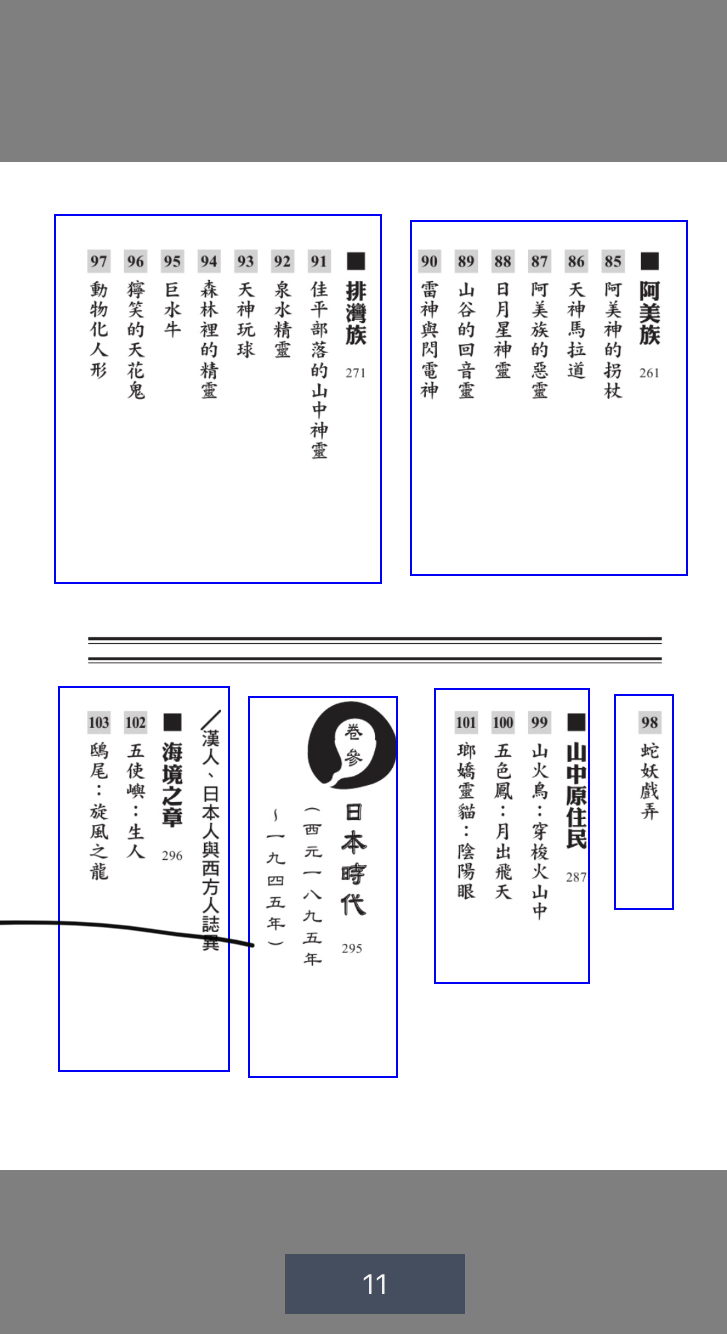 ■阿美族 261
85 阿美神的拐杖
86 天神馬拉道
87 阿美族的惡靈
88 日月星神靈
89 山谷的回音靈
90 雷神與閃電神
■排灣族 271
91 佳平部落的山中神靈
92 泉水精靈
93 天神玩球
94 森林裡的精靈
95 巨水牛
96 獰笑的天花鬼
97 動物化人形
98 蛇妖戲弄
■山中原住民 287
99 山火鳥：穿梭火山中
100 五色鳳：月出飛天
101 瑯嬌靈貓：陰陽眼
卷參
日本時代 295
（西元一八九五年
～一九四五年）
／漢人、日本人與西方人誌異
■海境之章 296
102 五使嶼：生人
103 鴟尾：旋風之龍
11